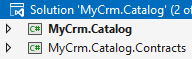 Solution 'MyCrm.Catalog' (2 of
C# MyCrm.Catalog
C# MyCrm.Catalog.Contracts